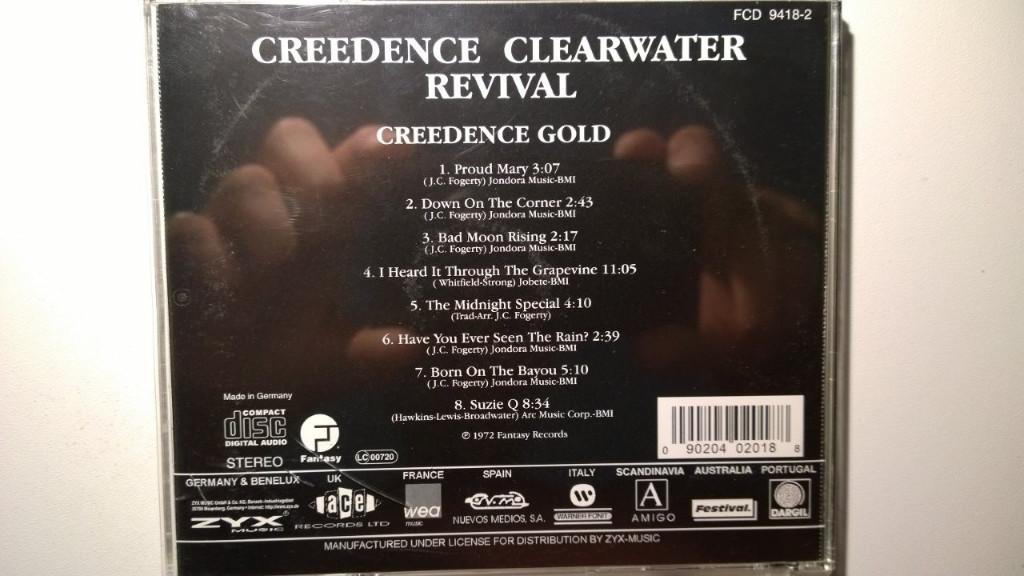 FCD 9418-2
CREEDENCE CLEARWATER
REVIVAL
CREEDENCE GOLD
1. Proud Mary 3:07
(J.C. Fogerty) Jondora Music-BMI
2. Down On The Corner 2:43
(J.C. Fogerty) Jondora Music-BMI
3. Bad Moon Rising 2:17
(J.C. Fogerty) Jondora Music-BMI
4. I Heard It Through The Grapevine 11:05
(Whitfield-Strong) Jobete-BMI
5. The Midnight Special 4:10
(Trad-Arr. J.C. Fogerty)
6. Have You Ever Seen The Rain? 2:39
(J.C. Fogerty) Jondora Music-BMI
7. Born On The Bayou 5:10
(J.C. Fogerty) Jondora Music-BMI
8. Suzie Q 8:34
(Hawkins-Lewis-Broadwater) Arc Music Corp.-BMI
℗ 1972 Fantasy Records
Made in Germany
COMPACT
disc
DIGITAL AUDIO
STEREO
Fantasy
LC 00720
0 90204 02018 8
GERMANY & BENELUX
ZYX MUSIC
UK
ace
RECORDS LTD
FRANCE
wea
music
SPAIN
NUEVOS MEDIOS, S.A.
ITALY
WARNER FONIT
SCANDINAVIA
A
AMIGO
AUSTRALIA
Festival.
PORTUGAL
DARGIL
MANUFACTURED UNDER LICENSE FOR DISTRIBUTION BY ZYX-MUSIC